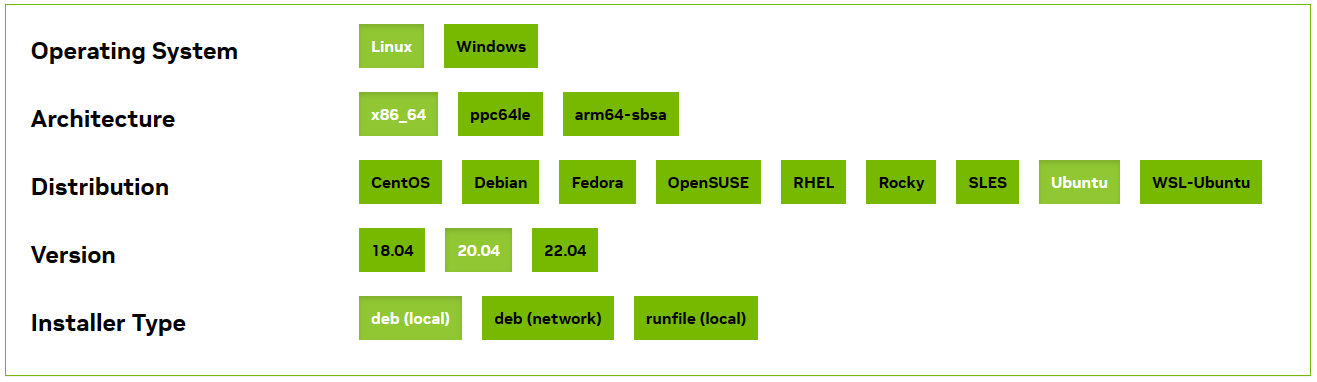 Operating System Linux Windows
Architecture x86_64 ppc64le arm64-sbsa
Distribution CentOS Debian Fedora OpenSUSE RHEL Rocky SLES Ubuntu WSL-Ubuntu
Version 18.04 20.04 22.04
Installer Type deb (local) deb (network) runfile (local)